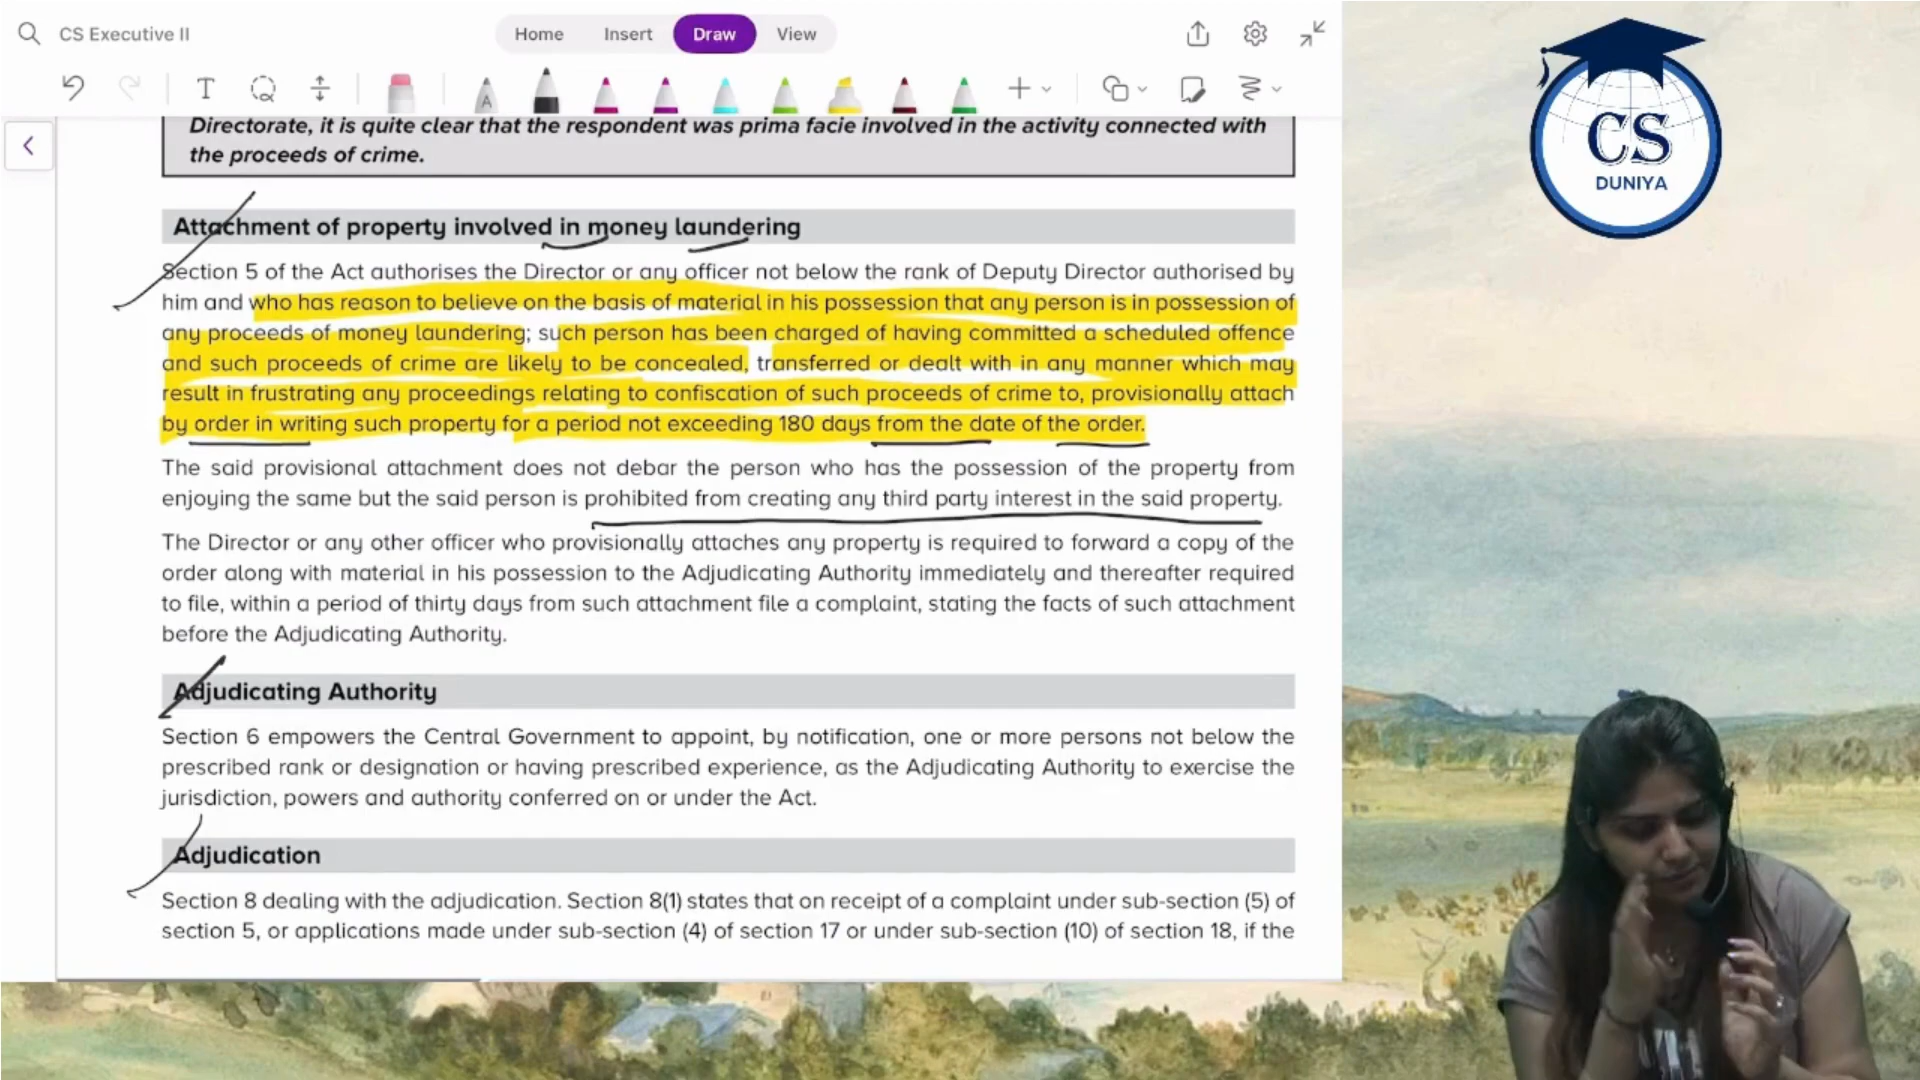 CS Executive II
Home Insert Draw View
T
A
Directorate, it is quite clear that the respondent was prima facie involved in the activity connected with
the proceeds of crime.
Attachment of property involved in money laundering
Section 5 of the Act authorises the Director or any officer not below the rank of Deputy Director authorised by
him and who has reason to believe on the basis of material in his possession that any person is in possession of
any proceeds of money laundering; such person has been charged of having committed a scheduled offence
and such proceeds of crime are likely to be concealed, transferred or dealt with in any manner which may
result in frustrating any proceedings relating to confiscation of such proceeds of crime to, provisionally attach
by order in writing such property for a period not exceeding 180 days from the date of the order.
The said provisional attachment does not debar the person who has the possession of the property from
enjoying the same but the said person is prohibited from creating any third party interest in the said property.
The Director or any other officer who provisionally attaches any property is required to forward a copy of the
order along with material in his possession to the Adjudicating Authority immediately and thereafter required
to file, within a period of thirty days from such attachment file a complaint, stating the facts of such attachment
before the Adjudicating Authority.
Adjudicating Authority
Section 6 empowers the Central Government to appoint, by notification, one or more persons not below the
prescribed rank or designation or having prescribed experience, as the Adjudicating Authority to exercise the
jurisdiction, powers and authority conferred on or under the Act.
Adjudication
Section 8 dealing with the adjudication. Section 8(1) states that on receipt of a complaint under sub-section (5) of
section 5, or applications made under sub-section (4) of section 17 or under sub-section (10) of section 18, if the
CS
DUNIYA